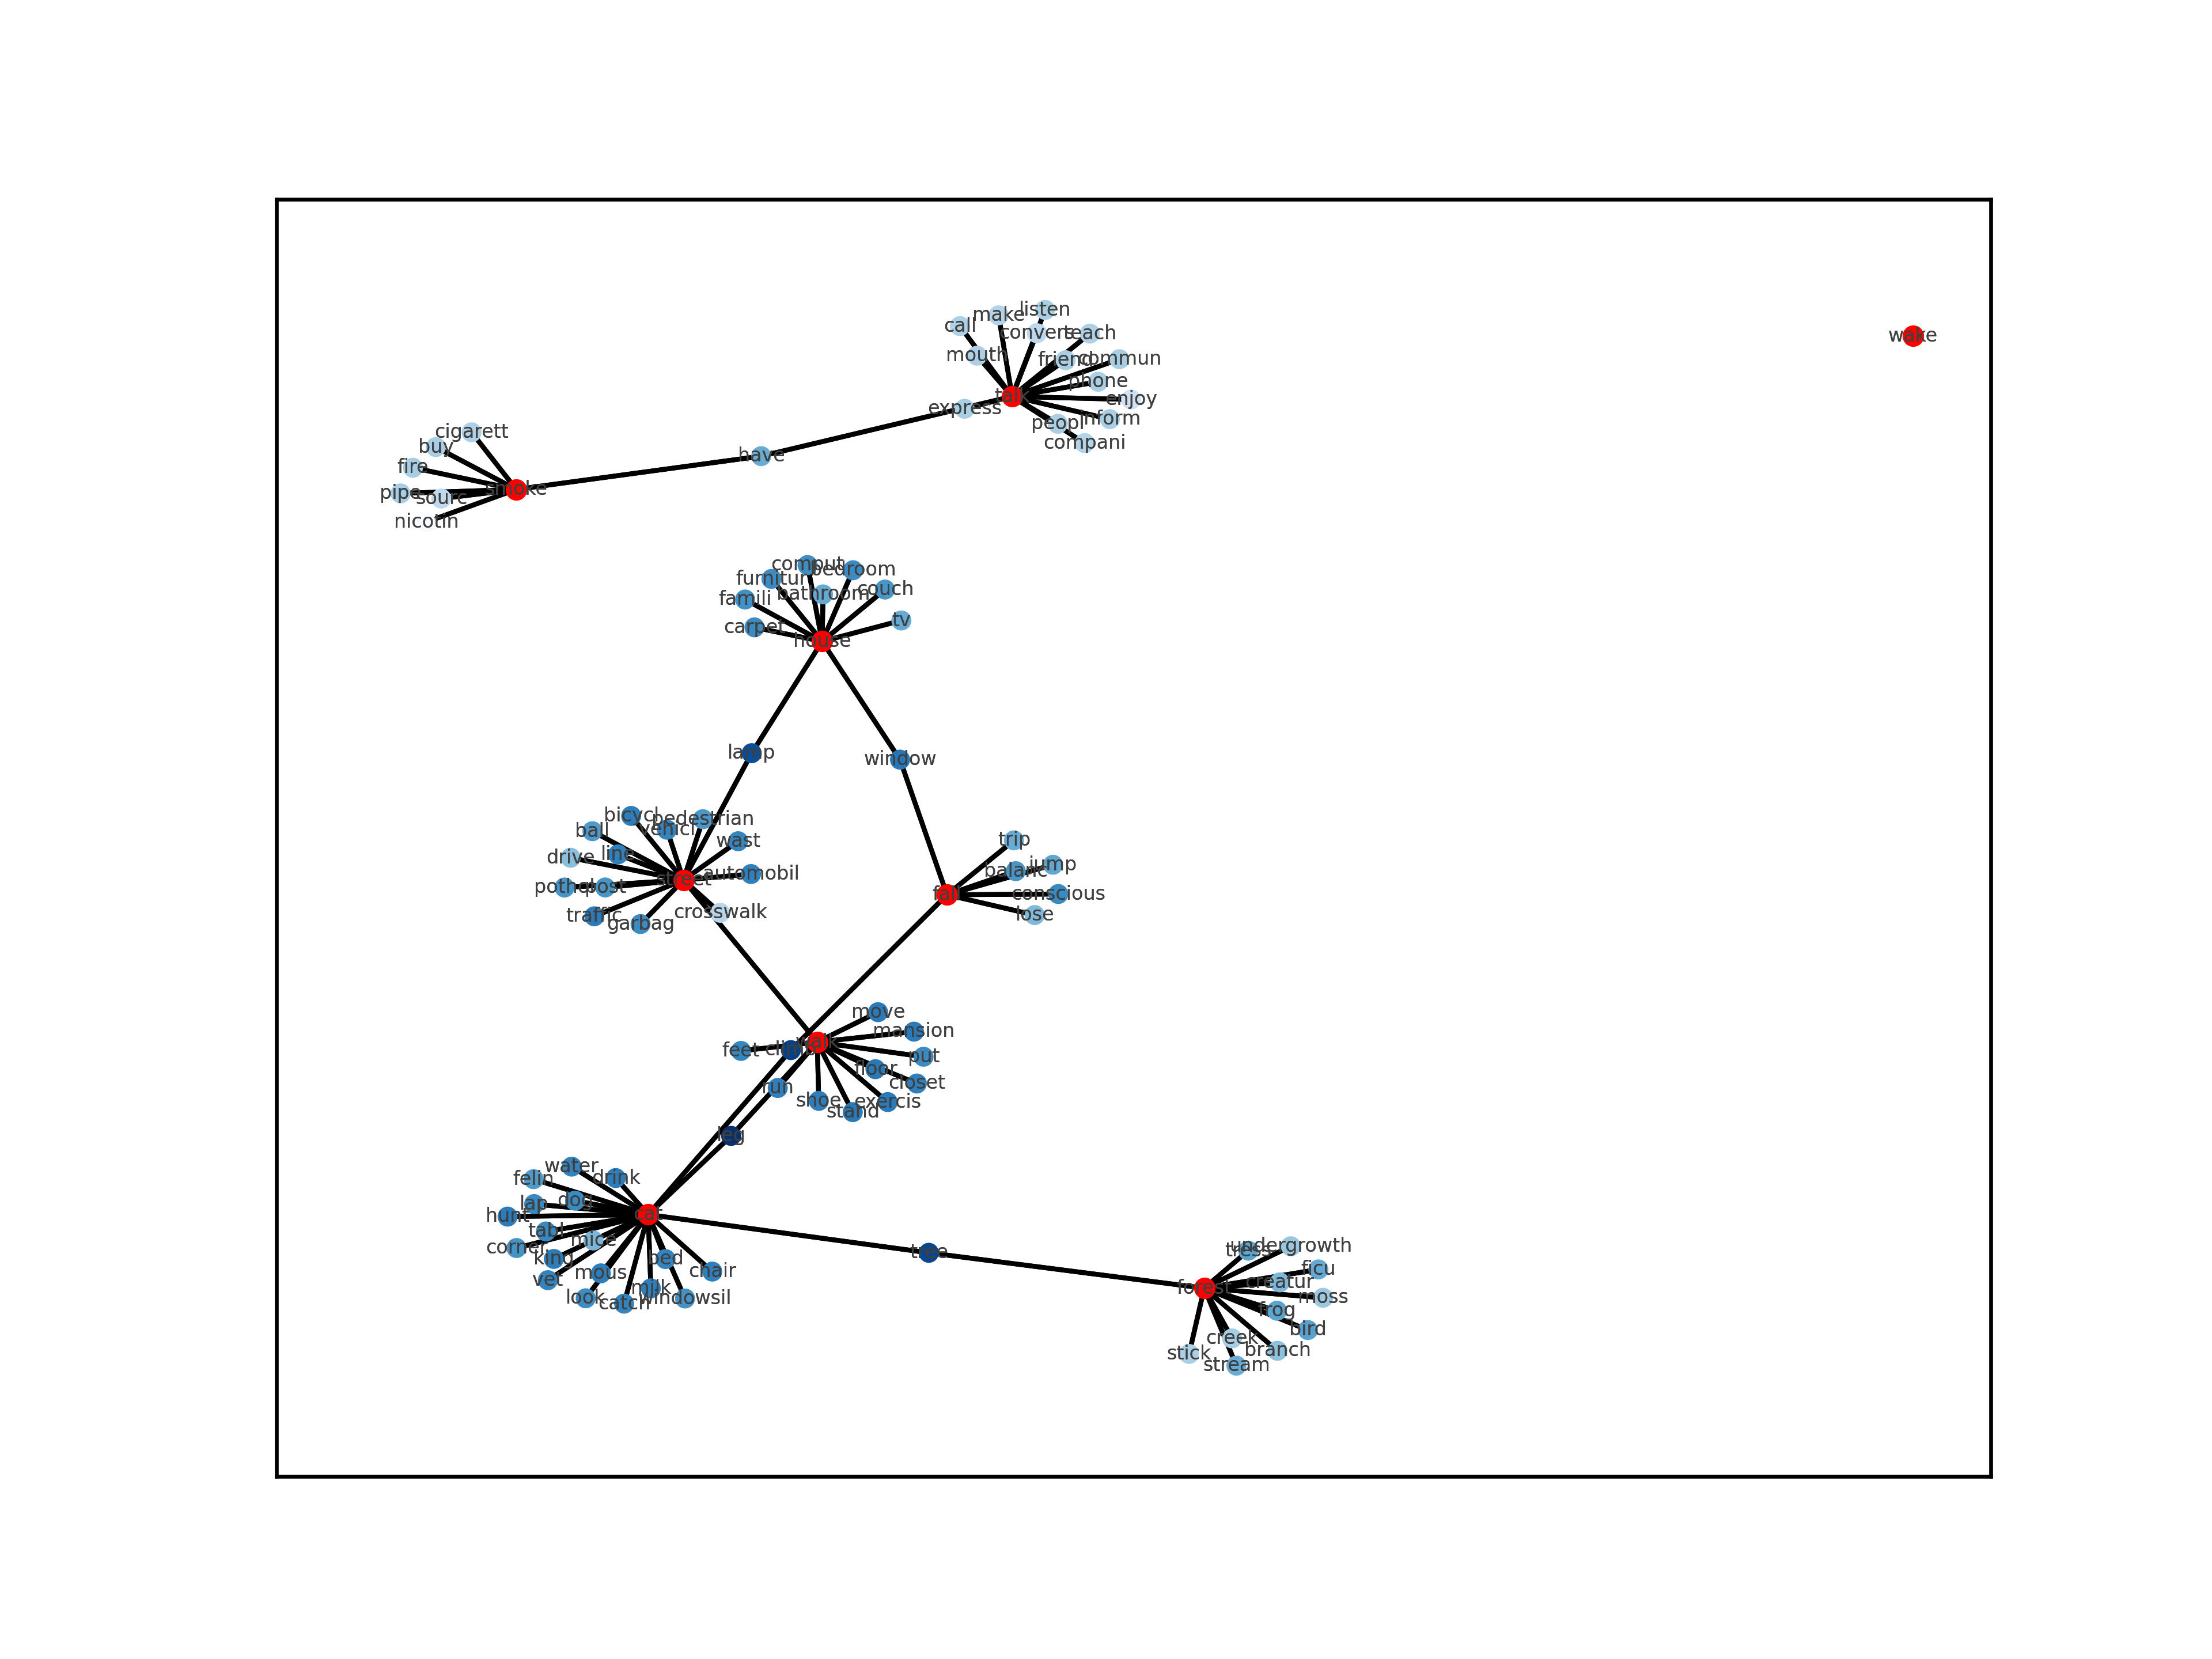 listen
make
call
convers
teach
wake
mouth
friend
commun
phone
talk
enjoy
express
inform
peopl
cigarett
compani
buy
have
fire
smoke
pipe
sourc
nicotin
comput
bedroom
furnitur
couch
bathroom
famili
tv
carpet
house
lamp
window
bicycl
pedestrian
vehicl
ball
trip
wast
line
drive
jump
balanc
automobil
street
pothol
post
fall
conscious
crosswalk
lose
traffic
garbag
move
mansion
walk
feet
climb
put
floor
closet
run
shoe
exercis
stand
leg
water
drink
felin
dog
lap
hunt
cat
tabl
mice
corner
tree
undergrowth
tress
king
bed
ficu
mous
chair
vet
creatur
milk
forest
look
catch
windowsil
moss
frog
bird
creek
stick
branch
stream